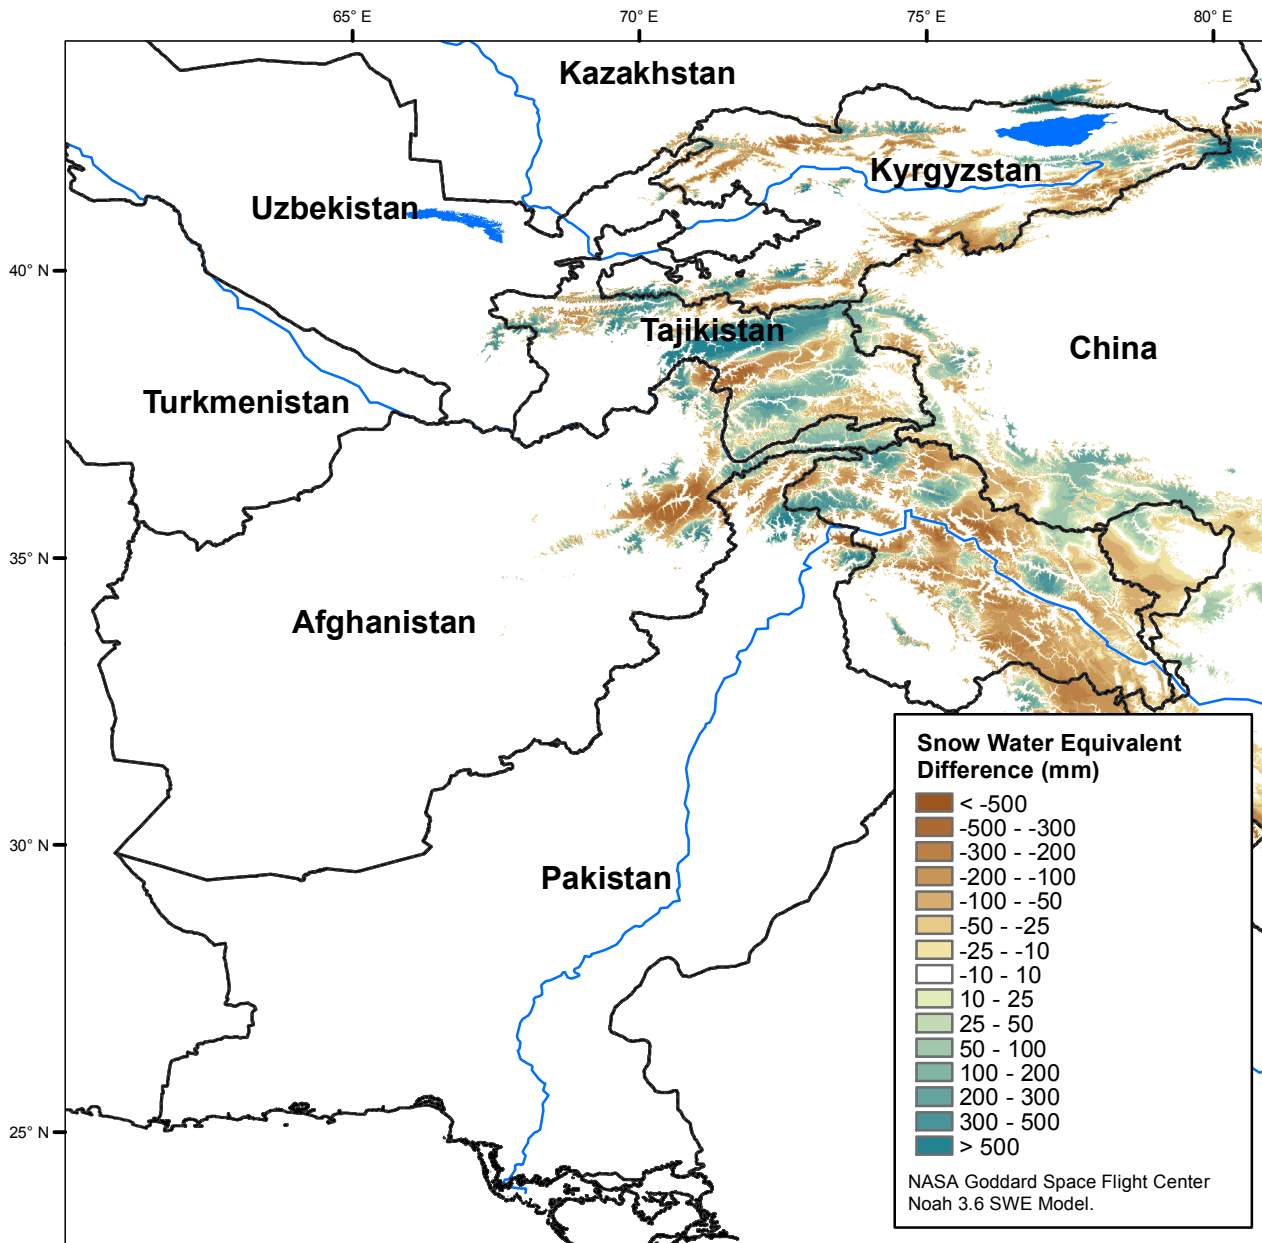 65° E
70° E
75° E
80° E
Kazakhstan
Kyrgyzstan
Uzbekistan
40° N
Tajikistan
China
Turkmenistan
35° N
Afghanistan
30° N
Pakistan
25° N
Snow Water Equivalent
Difference (mm)
< -500
-500 - -300
-300 - -200
-200 - -100
-100 - -50
-50 - -25
-25 - -10
-10 - 10
10 - 25
25 - 50
50 - 100
100 - 200
200 - 300
300 - 500
> 500
NASA Goddard Space Flight Center
Noah 3.6 SWE Model.